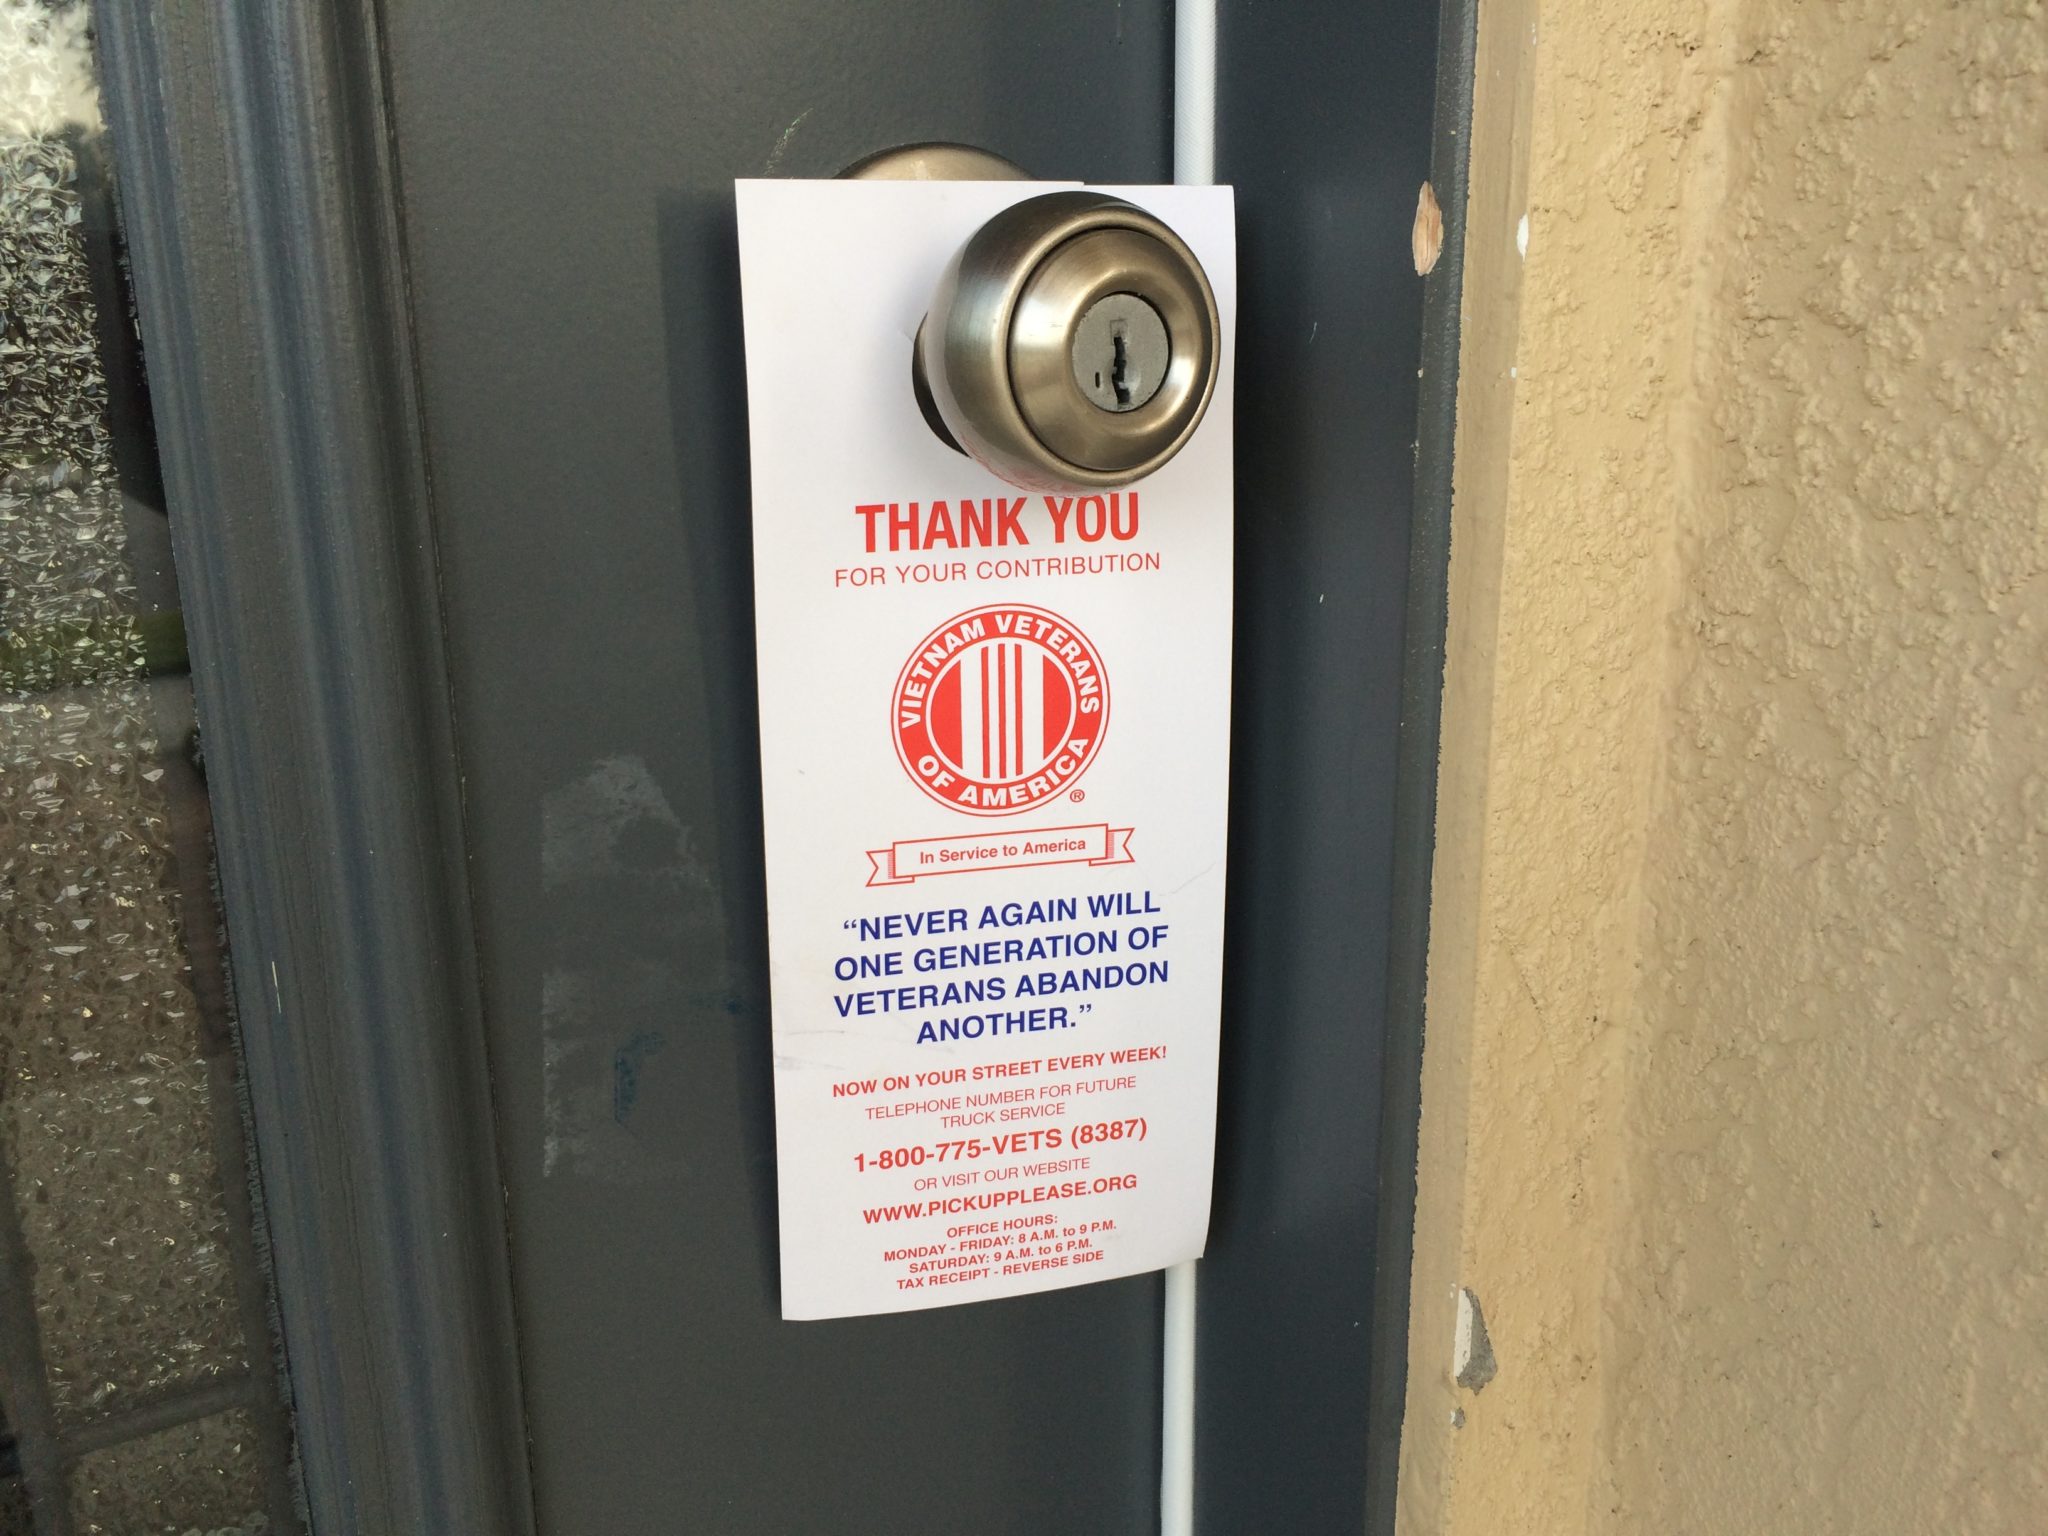 THANK YOU
FOR YOUR CONTRIBUTION
VIETNAM VETERANS
OF AMERICA
®
In Service to America
“NEVER AGAIN WILL
ONE GENERATION OF
VETERANS ABANDON
ANOTHER.”
NOW ON YOUR STREET EVERY WEEK!
TELEPHONE NUMBER FOR FUTURE
TRUCK SERVICE
1-800-775-VETS (8387)
OR VISIT OUR WEBSITE
WWW.PICKUPPLEASE.ORG
OFFICE HOURS:
MONDAY - FRIDAY: 8 A.M. to 9 P.M.
SATURDAY: 9 A.M. to 6 P.M.
TAX RECEIPT - REVERSE SIDE